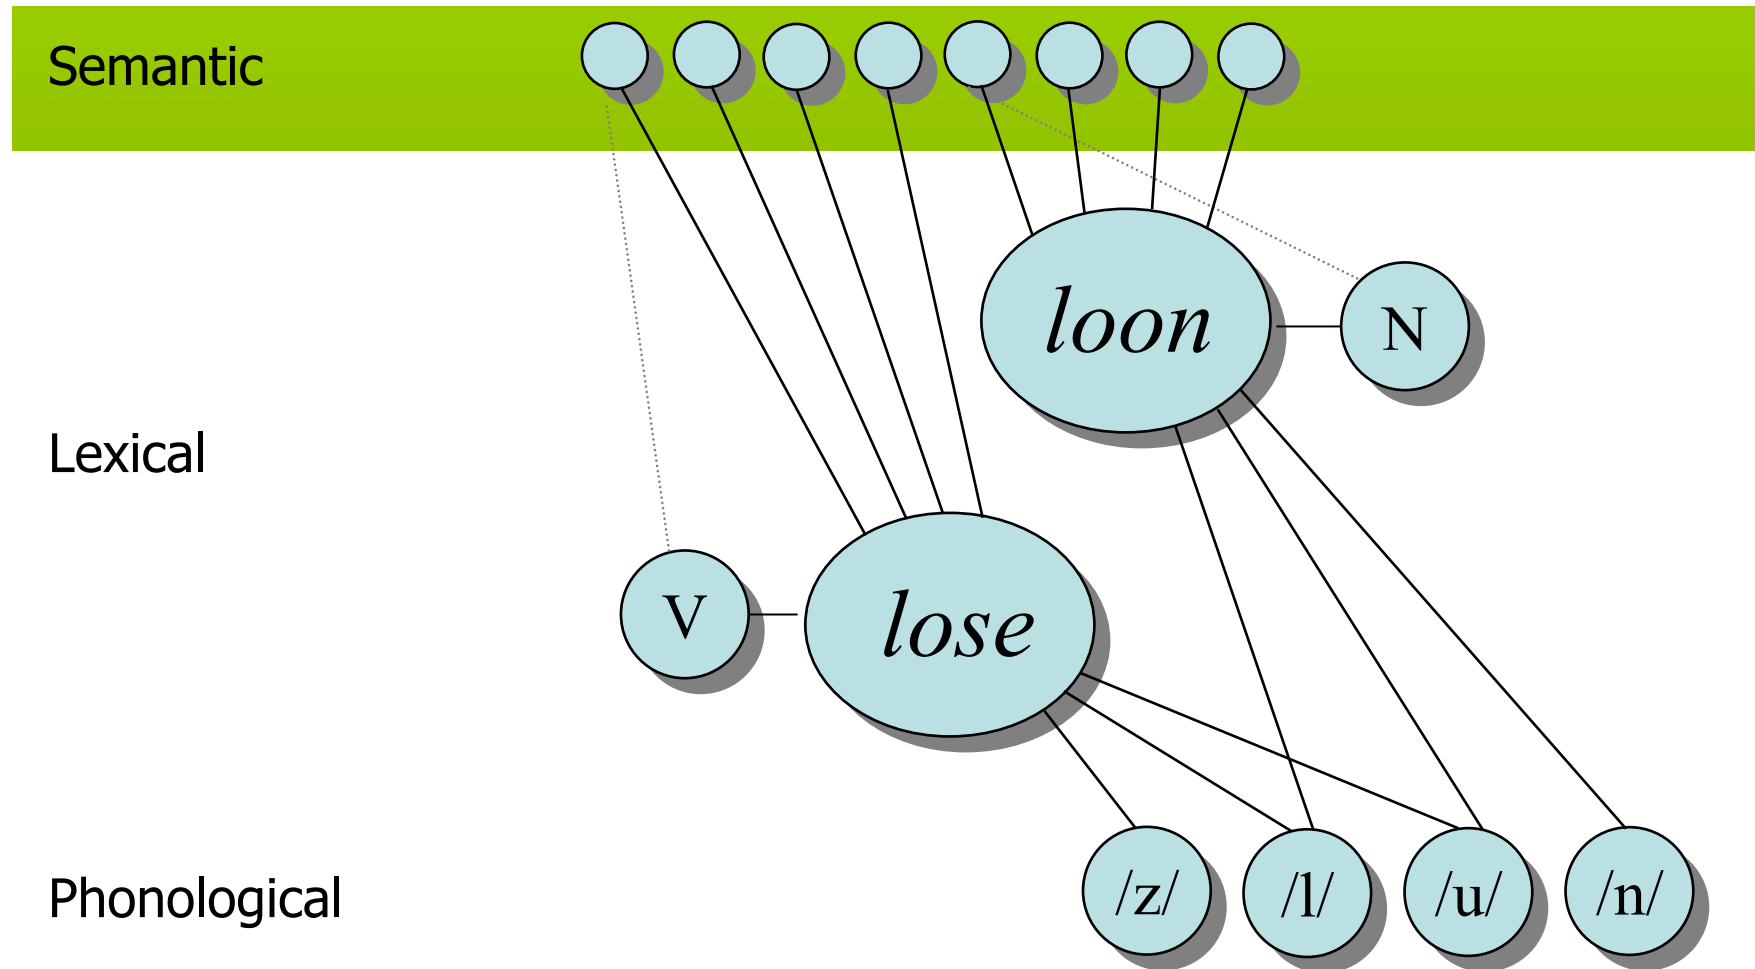 Semantic
loon
N
Lexical
V
lose
Phonological
/z/
/l/
/u/
/n/